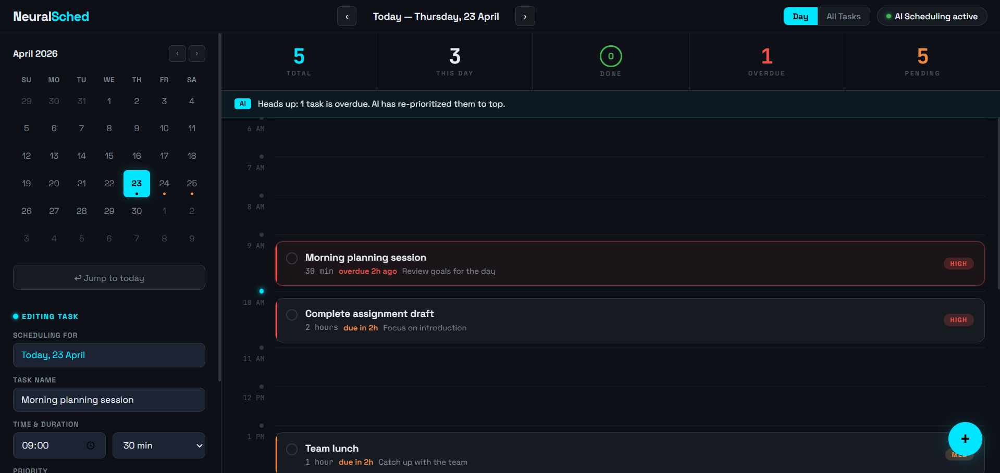 NeuralSched
‹
Today — Thursday, 23 April
›
Day
All Tasks
AI Scheduling active
April 2026
‹
›
SU MO TU WE TH FR SA
29 30 31 1 2 3 4
5 6 7 8 9 10 11
12 13 14 15 16 17 18
19 20 21 22 23 24 25
26 27 28 29 30 1 2
3 4 5 6 7 8 9
↩ Jump to today
EDITING TASK
SCHEDULING FOR
Today, 23 April
TASK NAME
Morning planning session
TIME & DURATION
09:00
30 min
PRIORITY
5
TOTAL
3
THIS DAY
0
DONE
1
OVERDUE
5
PENDING
AI
Heads up: 1 task is overdue. AI has re-prioritized them to top.
6 AM
7 AM
8 AM
9 AM
Morning planning session
30 min overdue 2h ago Review goals for the day
HIGH
10 AM
Complete assignment draft
2 hours due in 2h Focus on introduction
HIGH
11 AM
12 PM
1 PM
Team lunch
1 hour due in 2h Catch up with the team
+